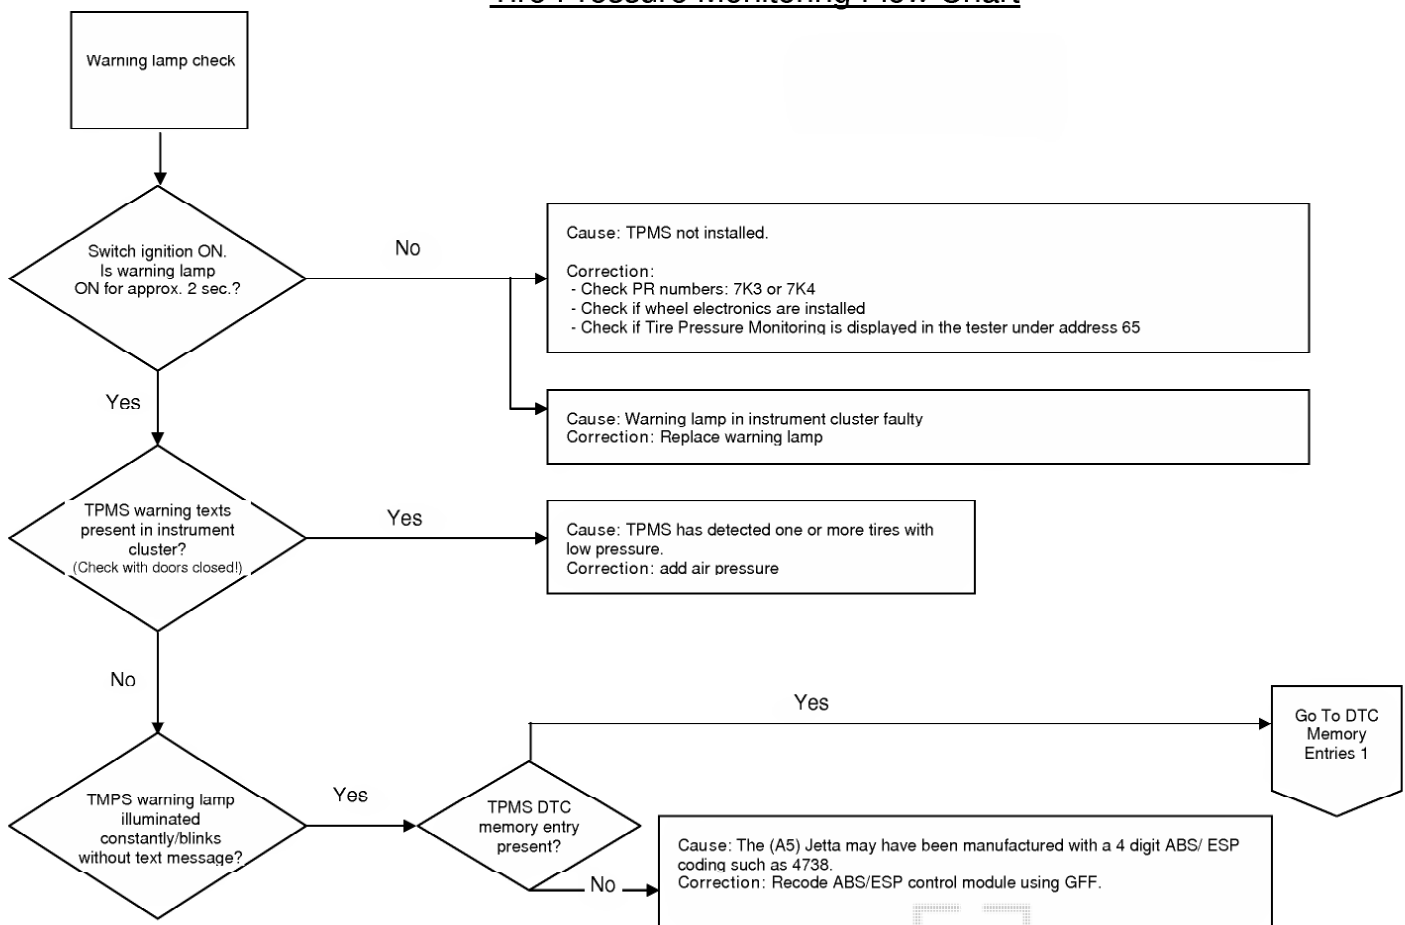 Tire Pressure Monitoring Flow Chart
Warning lamp check
Switch ignition ON.
Is warning lamp
ON for approx. 2 sec.?
No
Cause: TPMS not installed.
Correction:
- Check PR numbers: 7K3 or 7K4
- Check if wheel electronics are installed
- Check if Tire Pressure Monitoring is displayed in the tester under address 65
Cause: Warning lamp in instrument cluster faulty
Correction: Replace warning lamp
Yes
TPMS warning texts
present in instrument
cluster?
(Check with doors closed!)
Yes
Cause: TPMS has detected one or more tires with
low pressure.
Correction: add air pressure
No
TMPS warning lamp
illuminated
constantly/blinks
without text message?
Yes
TPMS DTC
memory entry
present?
Yes
Go To DTC
Memory
Entries 1
No
Cause: The (A5) Jetta may have been manufactured with a 4 digit ABS/ ESP
coding such as 4738.
Correction: Recode ABS/ESP control module using GFF.